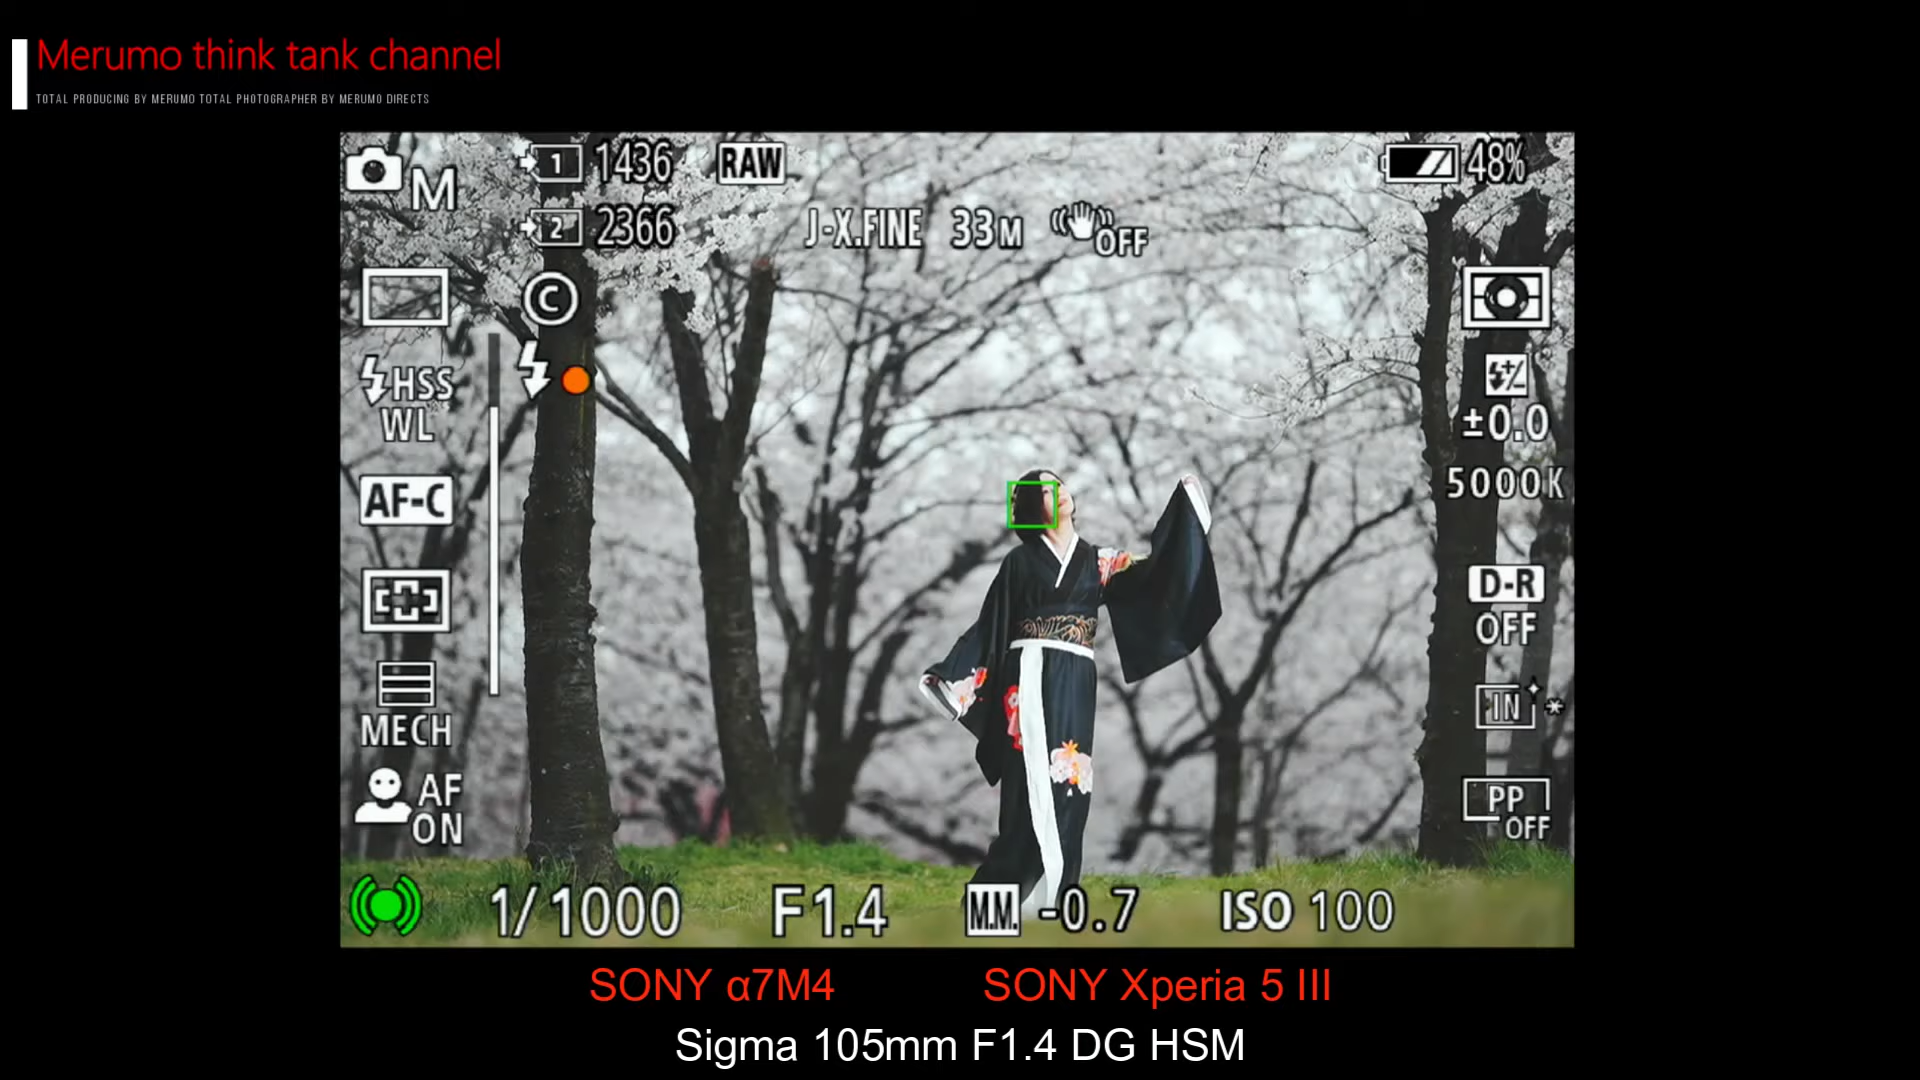 Merumo think tank channel
TOTAL PRODUCING BY MERUMO TOTAL PHOTOGRAPHER BY MERUMO DIRECTS
M 1 1436 RAW 48%
2 2366 J-X.FINE 33M OFF
C
HSS
WL
±0.0
AF-C
5000K
D-R
OFF
MECH
IN *
AF
ON
PP
OFF
1/1000 F1.4 M.M. -0.7 ISO 100
SONY α7M4 SONY Xperia 5 III
Sigma 105mm F1.4 DG HSM